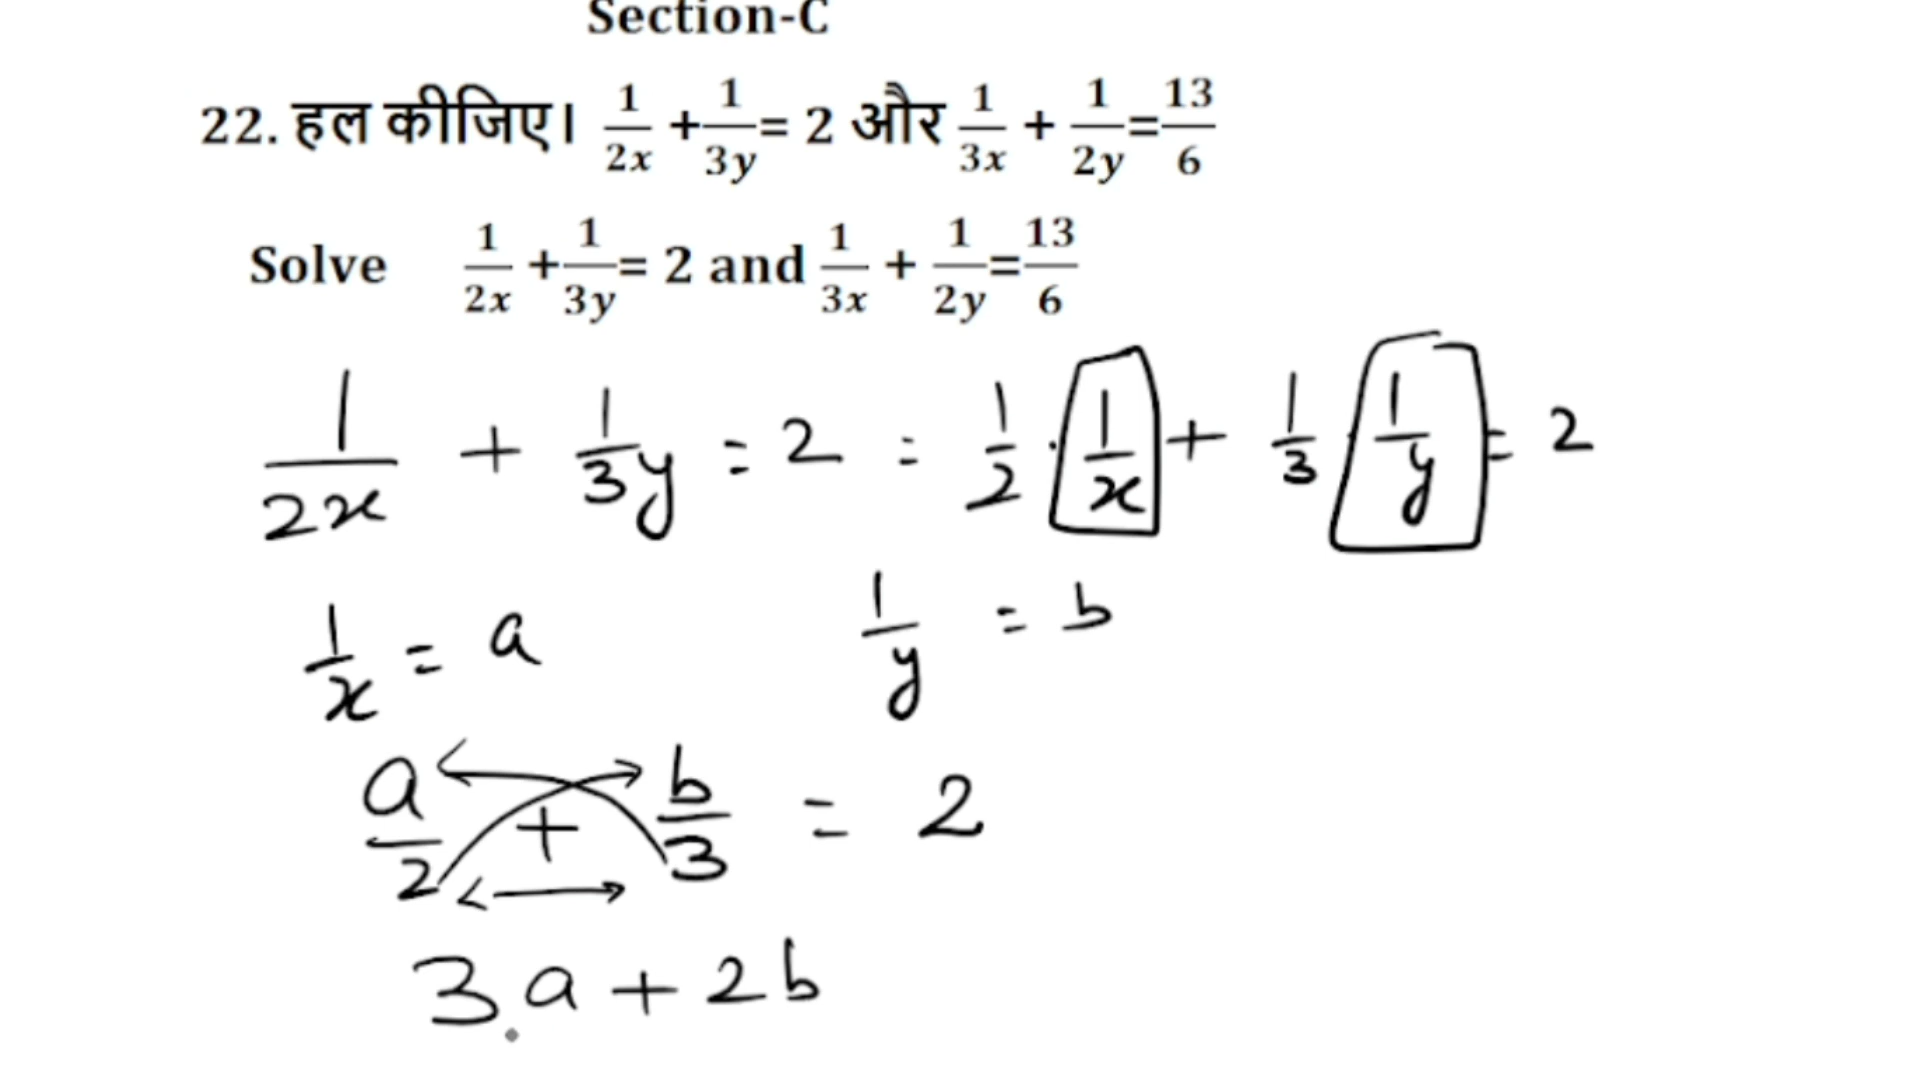 Section-C
22. हल कीजिए। 1/2x + 1/3y = 2 और 1/3x + 1/2y = 13/6
Solve 1/2x + 1/3y = 2 and 1/3x + 1/2y = 13/6
1/2x + 1/3y = 2 = 1/2 · 1/x + 1/3 · 1/y = 2
1/x = a 1/y = b
a/2 + b/3 = 2
3a + 2b